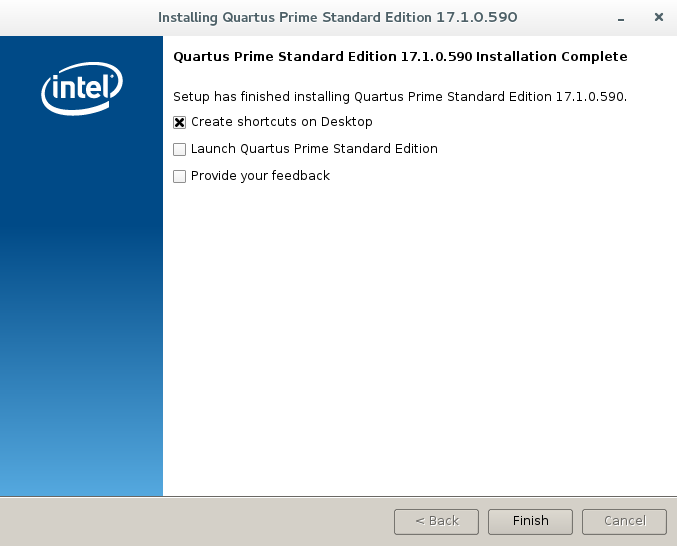 Installing Quartus Prime Standard Edition 17.1.0.590
intel®
Quartus Prime Standard Edition 17.1.0.590 Installation Complete
Setup has finished installing Quartus Prime Standard Edition 17.1.0.590.
Create shortcuts on Desktop
Launch Quartus Prime Standard Edition
Provide your feedback
< Back
Finish
Cancel